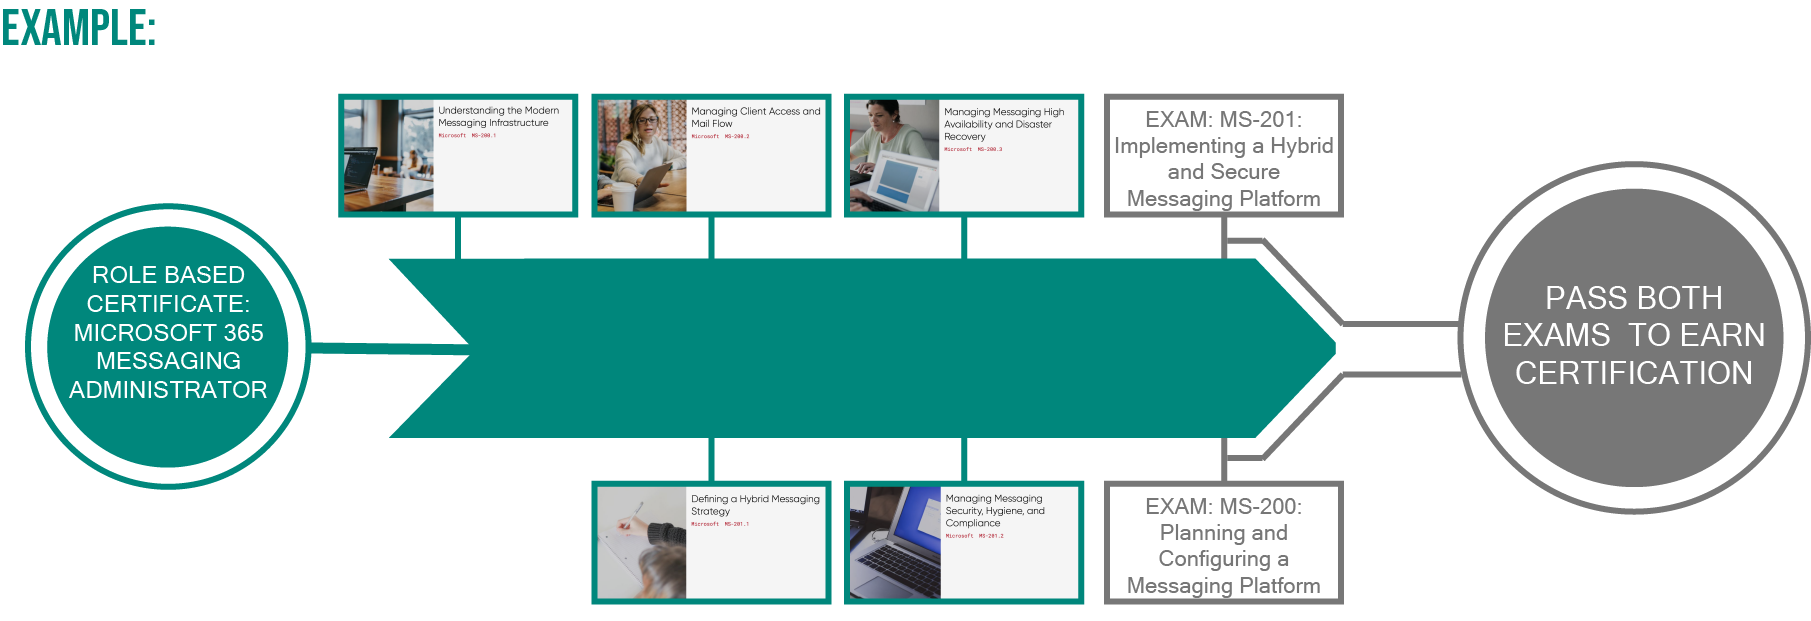 EXAMPLE:
ROLE BASED
CERTIFICATE:
MICROSOFT 365
MESSAGING
ADMINISTRATOR
Understanding the Modern
Messaging Infrastructure
Microsoft MS-200.1
Managing Client Access and
Mail Flow
Microsoft MS-200.2
Managing Messaging High
Availability and Disaster
Recovery
Microsoft MS-200.3
EXAM: MS-201:
Implementing a Hybrid
and Secure
Messaging Platform
Defining a Hybrid Messaging
Strategy
Microsoft MS-201.1
Managing Messaging
Security, Hygiene, and
Compliance
Microsoft MS-201.2
EXAM: MS-200:
Planning and
Configuring a
Messaging Platform
PASS BOTH
EXAMS TO EARN
CERTIFICATION